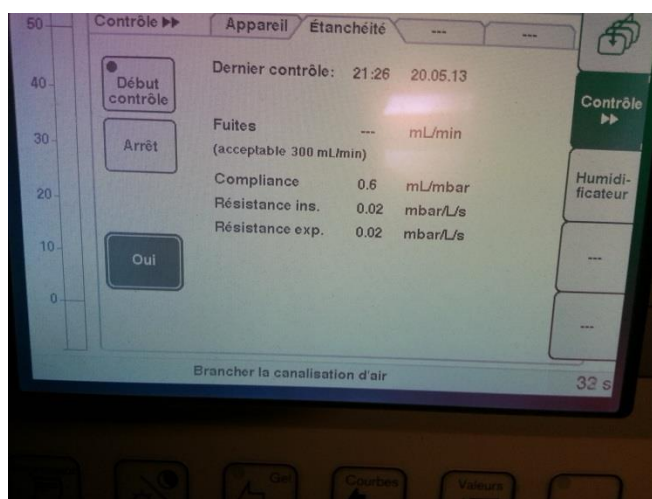 50
Contrôle ▶▶
Appareil
Étanchéité
---
---
40
Début
contrôle
Dernier contrôle: 21:26 20.05.13
Contrôle
▶▶
30
Arrêt
Fuites --- mL/min
(acceptable 300 mL/min)
Humidi-
ficateur
20
Compliance 0.6 mL/mbar
Résistance ins. 0.02 mbar/L/s
Résistance exp. 0.02 mbar/L/s
10
Oui
---
0
---
Brancher la canalisation d'air
33 s
Gel
Courbes
Valeurs